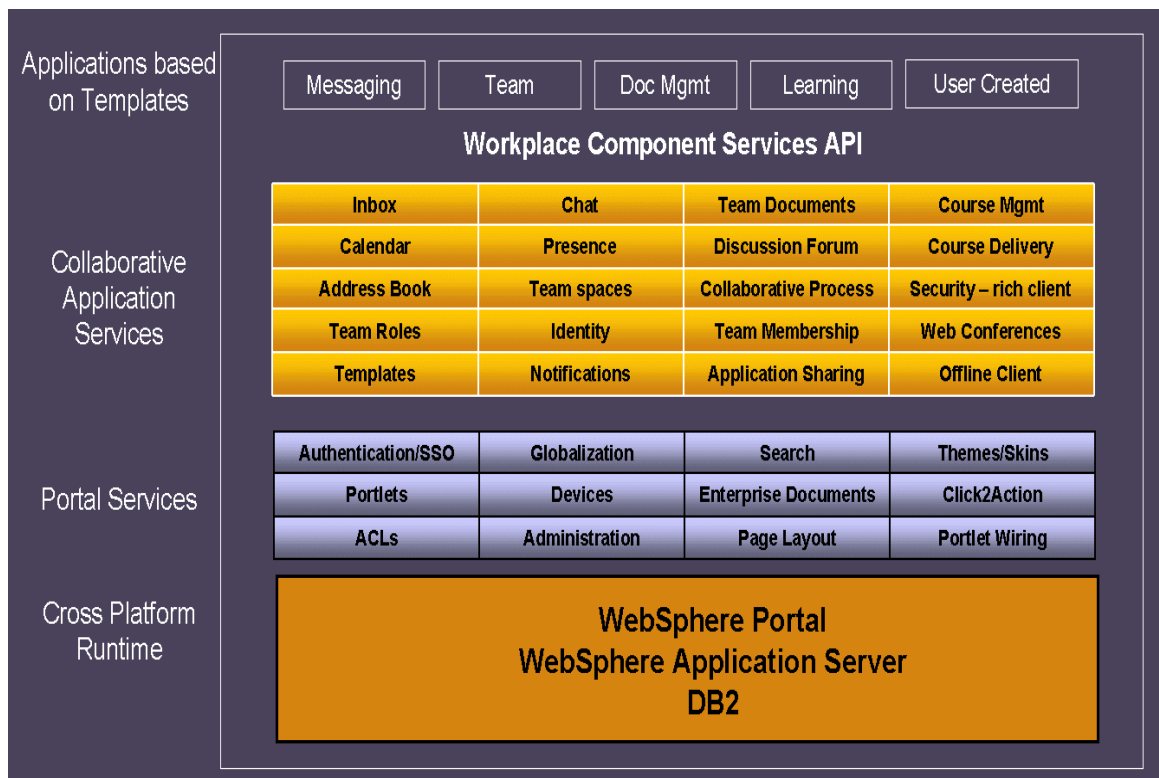 Applications based
on Templates
Messaging
Team
Doc Mgmt
Learning
User Created
Workplace Component Services API
Collaborative
Application
Services
Inbox
Chat
Team Documents
Course Mgmt
Calendar
Presence
Discussion Forum
Course Delivery
Address Book
Team spaces
Collaborative Process
Security – rich client
Team Roles
Identity
Team Membership
Web Conferences
Templates
Notifications
Application Sharing
Offline Client
Portal Services
Authentication/SSO
Globalization
Search
Themes/Skins
Portlets
Devices
Enterprise Documents
Click2Action
ACLs
Administration
Page Layout
Portlet Wiring
Cross Platform
Runtime
WebSphere Portal
WebSphere Application Server
DB2